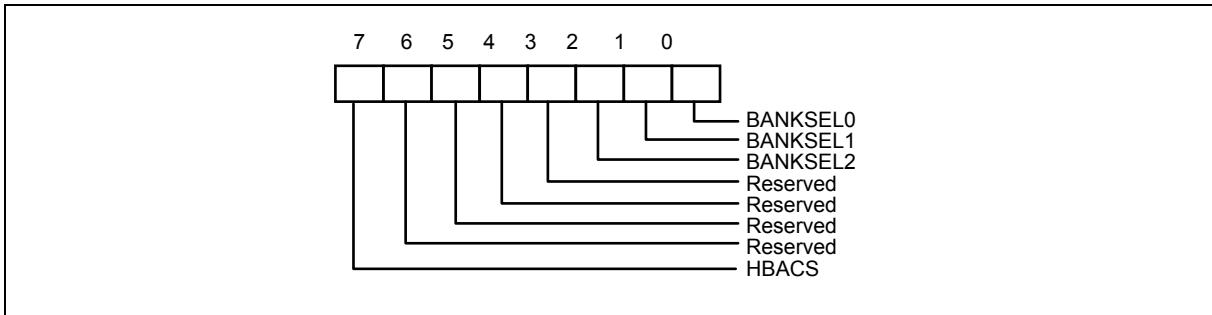 7 6 5 4 3 2 1 0
BANKSEL0
BANKSEL1
BANKSEL2
Reserved
Reserved
Reserved
Reserved
HBACS